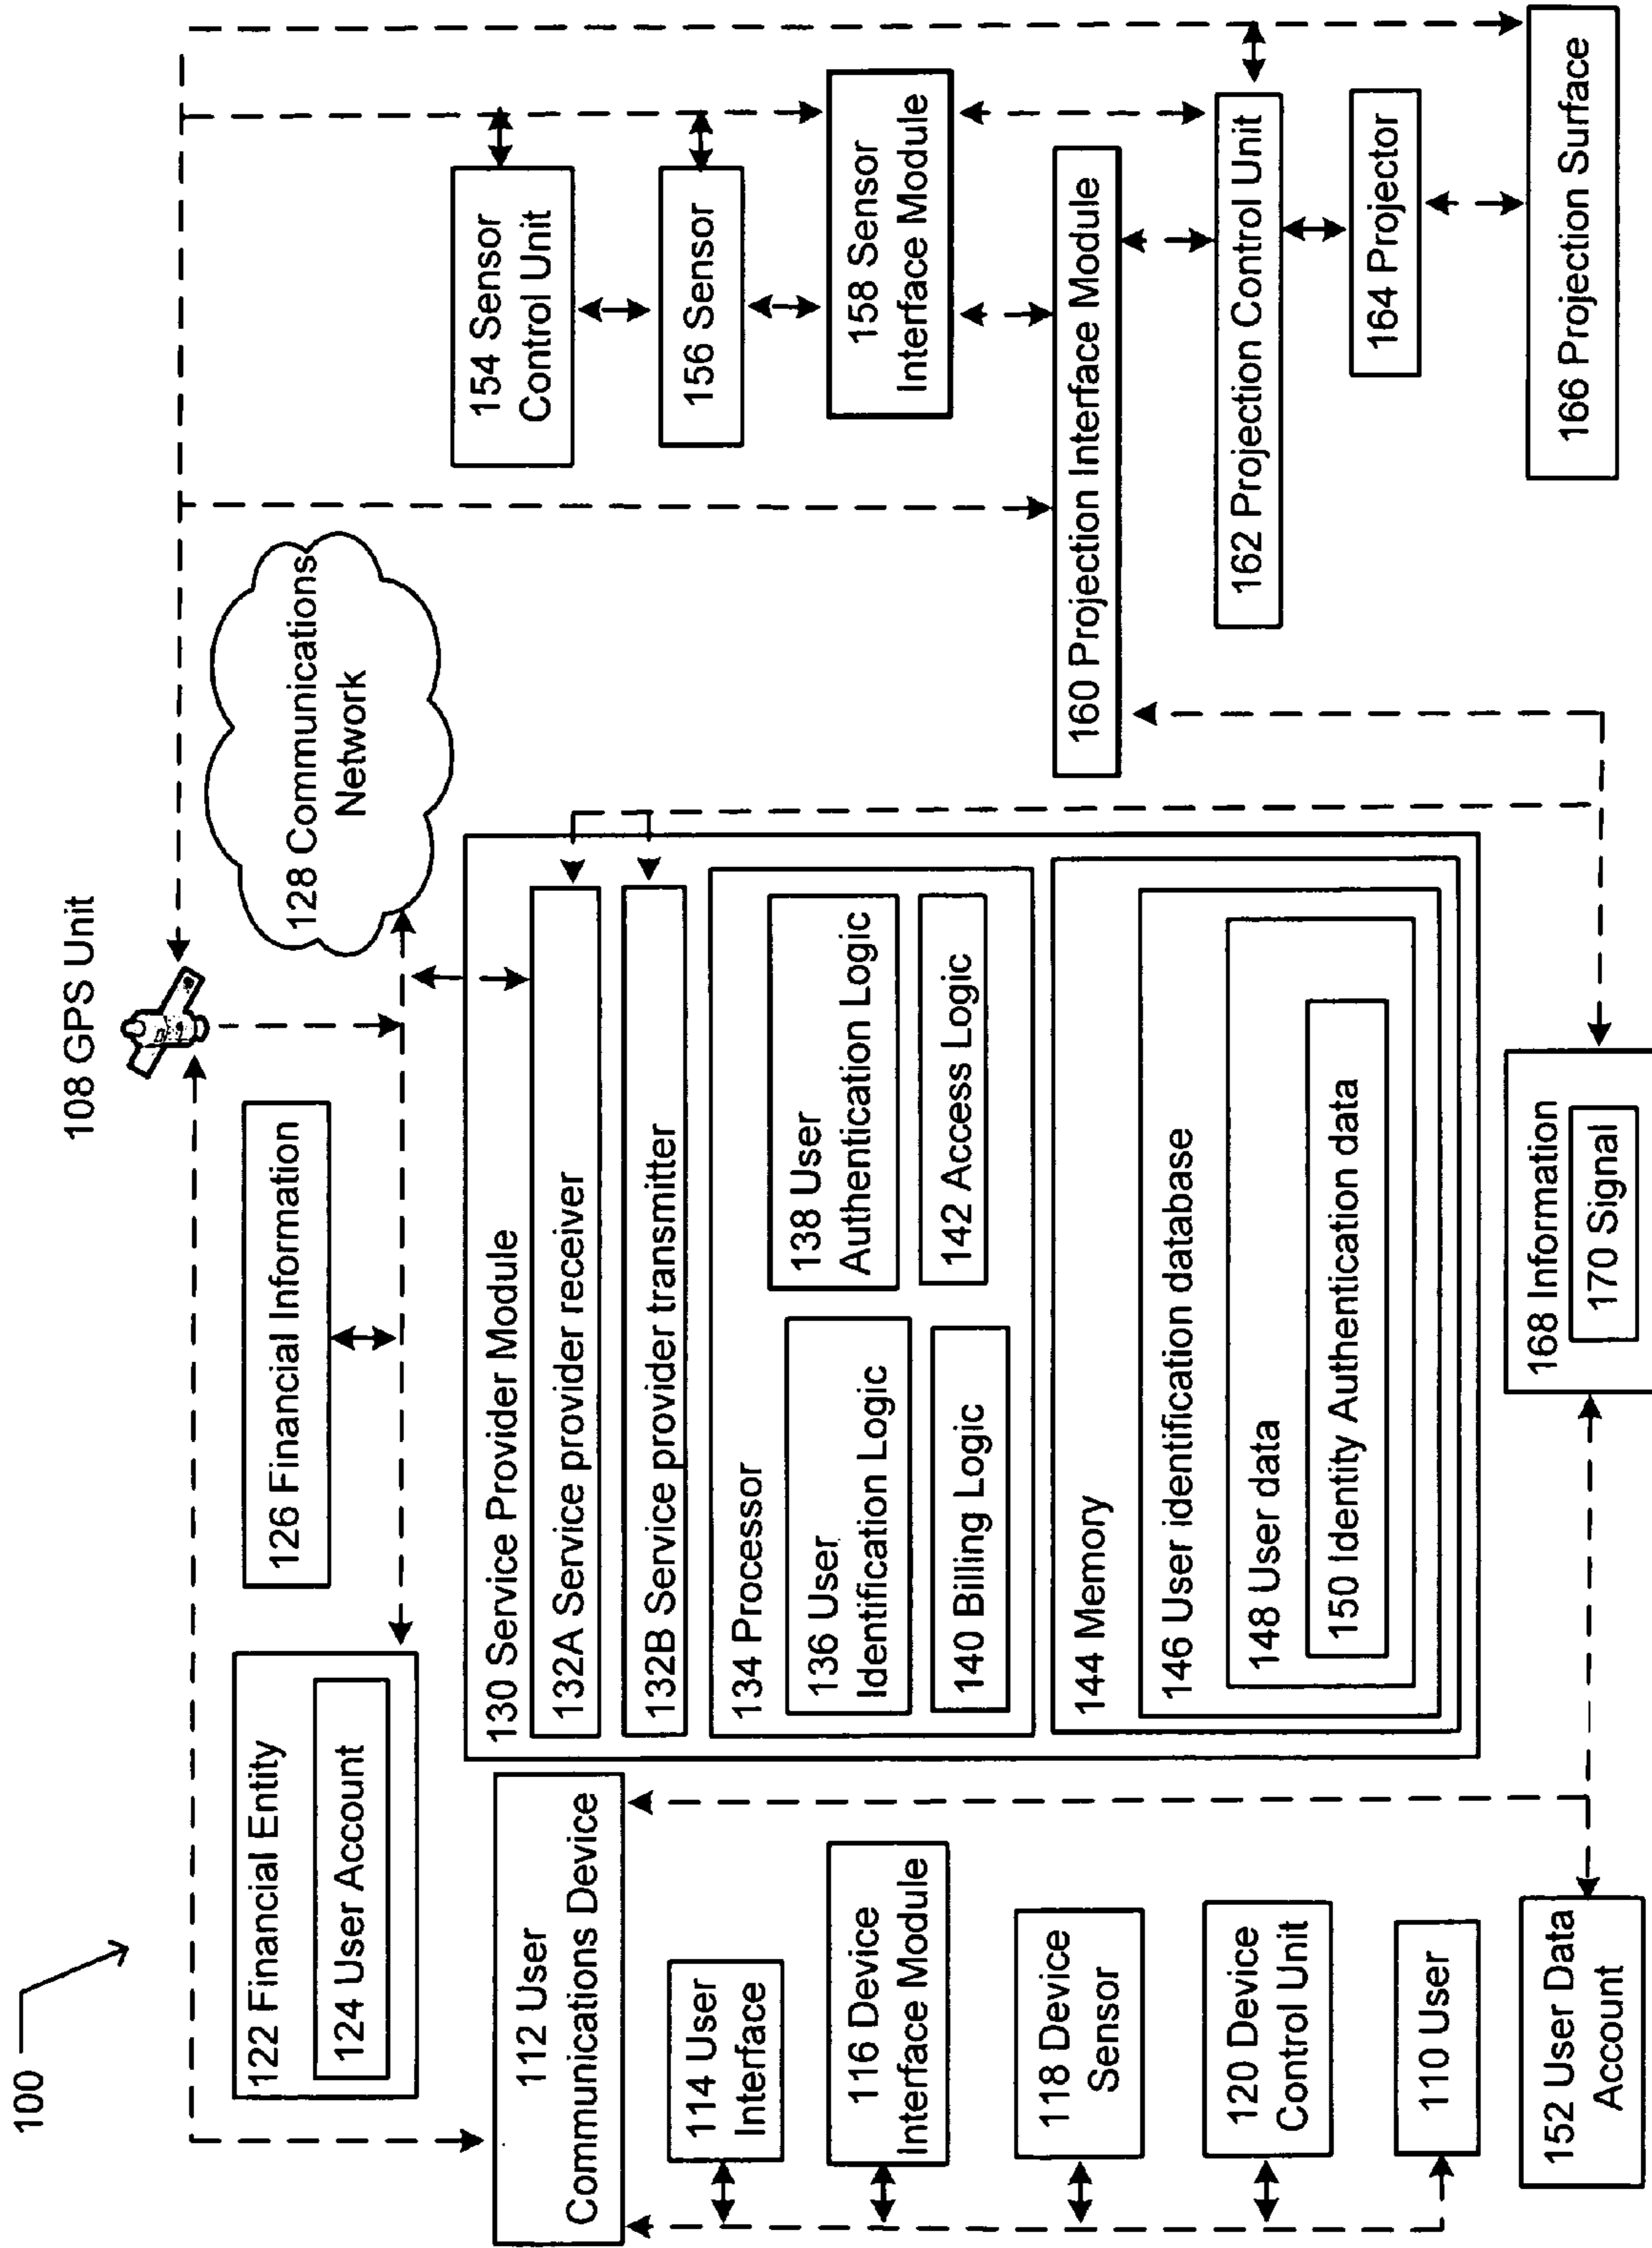 100
108 GPS Unit
122 Financial Entity
124 User Account
126 Financial Information
128 Communications
Network
112 User
Communications Device
114 User
Interface
116 Device
Interface Module
118 Device
Sensor
120 Device
Control Unit
110 User
152 User Data
Account
130 Service Provider Module
132A Service provider receiver
132B Service provider transmitter
134 Processor
136 User
Identification Logic
138 User
Authentication Logic
140 Billing Logic
142 Access Logic
144 Memory
146 User identification database
148 User data
150 Identity Authentication data
168 Information
170 Signal
154 Sensor
Control Unit
156 Sensor
158 Sensor
Interface Module
160 Projection Interface Module
162 Projection Control Unit
164 Projector
166 Projection Surface